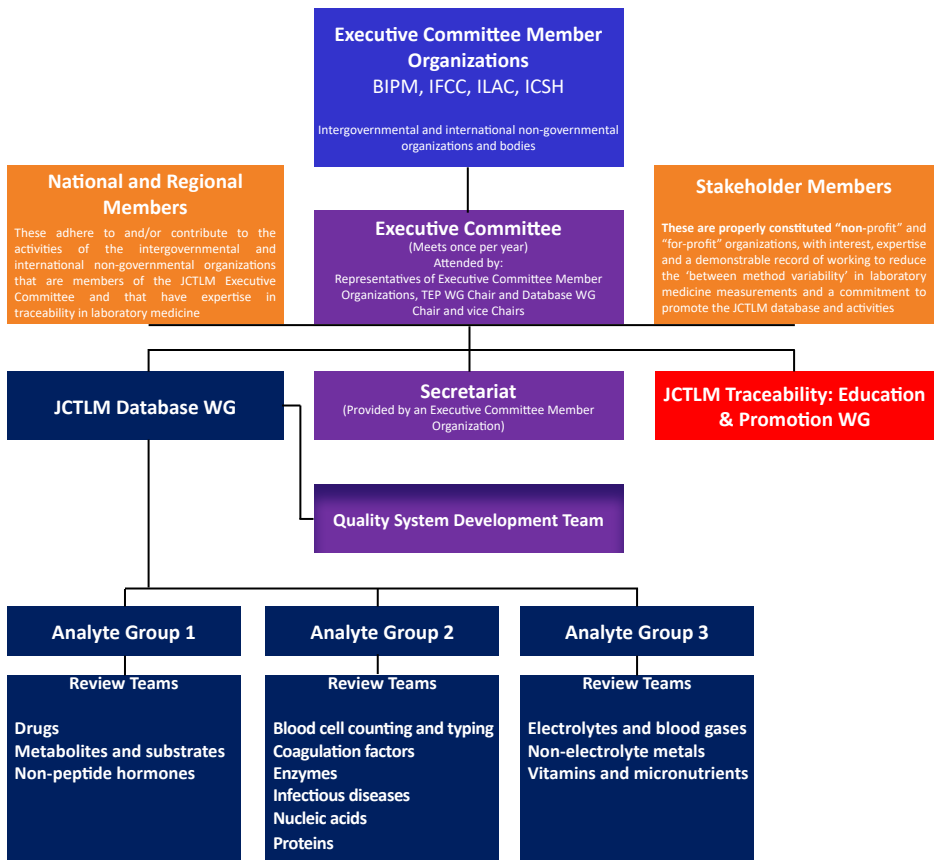 Executive Committee Member
Organizations
BIPM, IFCC, ILAC, ICSH
Intergovernmental and international non-governmental
organizations and bodies
National and Regional
Members
These adhere to and/or contribute to the
activities of the intergovernmental and
international non-governmental organizations
that are members of the JCTLM Executive
Committee and that have expertise in
traceability in laboratory medicine
Executive Committee
(Meets once per year)
Attended by:
Representatives of Executive Committee Member
Organizations, TEP WG Chair and Database WG
Chair and vice Chairs
Stakeholder Members
These are properly constituted “non-profit” and
“for-profit” organizations, with interest, expertise
and a demonstrable record of working to reduce
the ‘between method variability’ in laboratory
medicine measurements and a commitment to
promote the JCTLM database and activities
JCTLM Database WG
Secretariat
(Provided by an Executive Committee Member
Organization)
JCTLM Traceability: Education
& Promotion WG
Quality System Development Team
Analyte Group 1
Review Teams
Drugs
Metabolites and substrates
Non-peptide hormones
Analyte Group 2
Review Teams
Blood cell counting and typing
Coagulation factors
Enzymes
Infectious diseases
Nucleic acids
Proteins
Analyte Group 3
Review Teams
Electrolytes and blood gases
Non-electrolyte metals
Vitamins and micronutrients